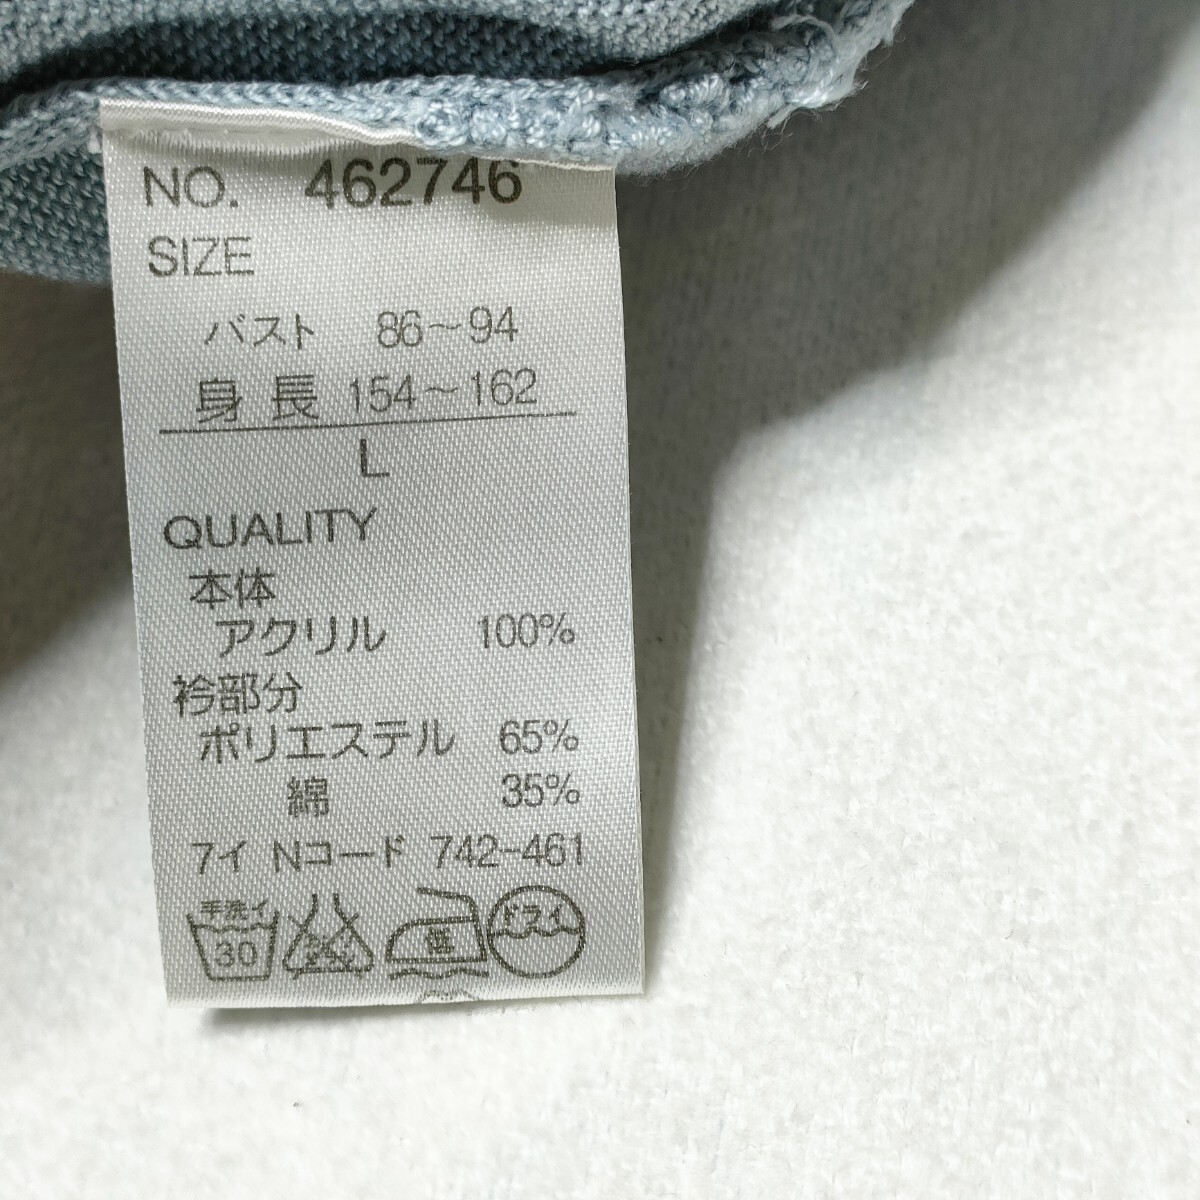 NO. 462746
SIZE
バスト 86～94
身長 154～162
L
QUALITY
本体
アクリル 100%
衿部分
ポリエステル 65%
綿 35%
7イ Nコード 742-461
手洗イ 30 低 ドライ